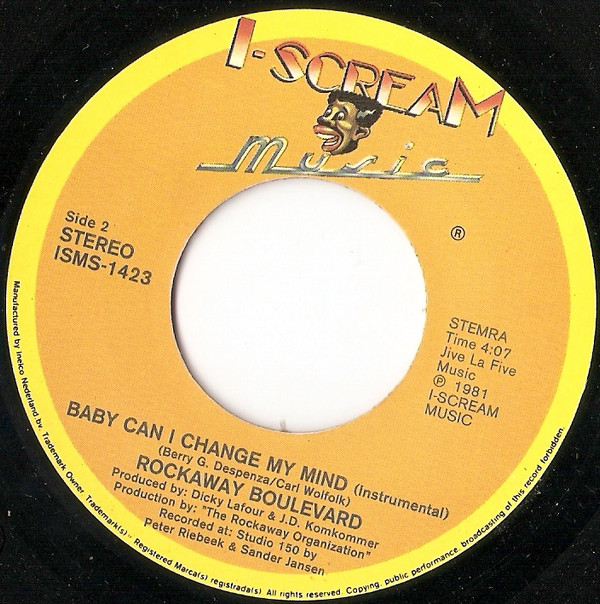 I-SCREAM
Music
®
Side 2
STEREO
ISMS-1423
STEMRA
Time 4:07
Jive La Five
Music
℗ 1981
I-SCREAM
MUSIC
BABY CAN I CHANGE MY MIND (Instrumental)
(Berry G. Despenza/Carl Wolfolk)
ROCKAWAY BOULEVARD
Produced by: Dicky Lafour & J.D. Komkommer
Production by: "The Rockaway Organization"
Recorded at: Studio 150 by
Peter Riebeek & Sander Jansen
Manufactured by Inelco Nederland bv. Trademark Owner Trademark(s) - Registered Marca(s) registrada(s) All rights reserved. Copying, public performance, broadcasting of this record forbidden.